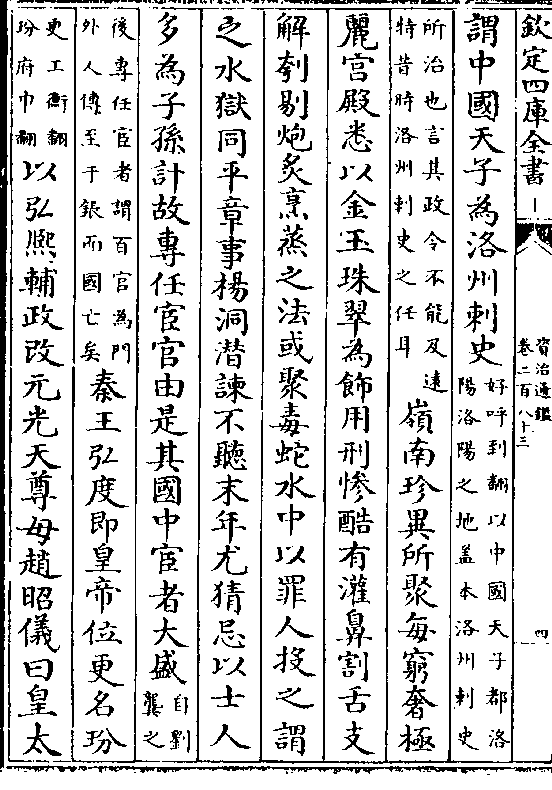 欽定四庫全書
資治通鑑
卷二百八十三
四
謂中國天子為洛州刺史好呼到翻以中國天子都洛
陽洛陽之地蓋本洛州刺史
所治也言其政令不能及遠
特昔時洛州刺史之任耳嶺南珍異所聚每窮奢極
麗宫殿悉以金玉珠翠為飾用刑慘酷有灌鼻割舌支
解刳剔炮炙烹蒸之法或聚毒蛇水中以罪人投之謂
之水獄同平章事楊洞潜諫不聽末年尤猜忌以士人
多為子孫計故專任宦官由是其國中宦者大盛自劉
龑之
後專任宦者謂百官為門
外人傳至于鋹而國亡矣秦王弘度即皇帝位更名玢
更工衡翻
玢府巾翻以弘熙輔政改元光天尊母趙昭儀曰皇太